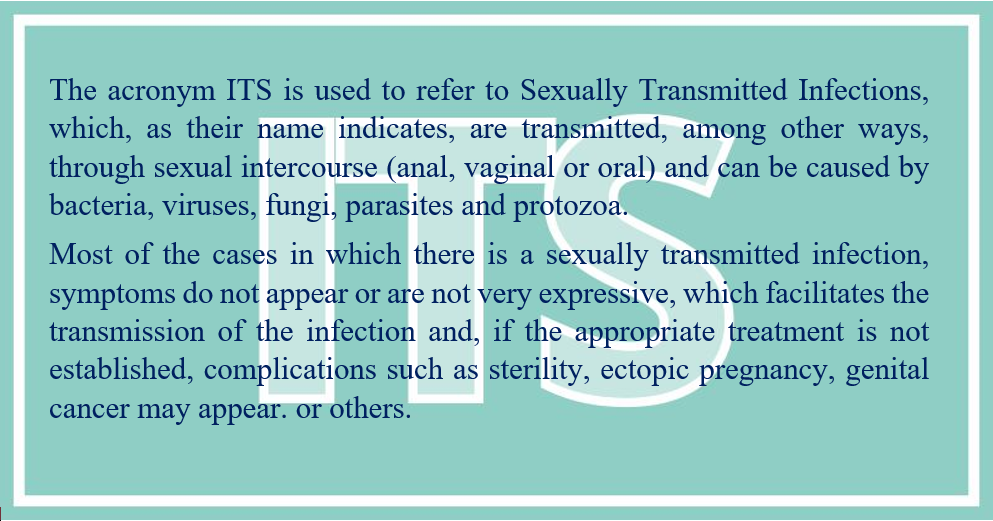 The acronym ITS is used to refer to Sexually Transmitted Infections,
which, as their name indicates, are transmitted, among other ways,
through sexual intercourse (anal, vaginal or oral) and can be caused by
bacteria, viruses, fungi, parasites and protozoa.
Most of the cases in which there is a sexually transmitted infection,
symptoms do not appear or are not very expressive, which facilitates the
transmission of the infection and, if the appropriate treatment is not
established, complications such as sterility, ectopic pregnancy, genital
cancer may appear. or others.
ITS